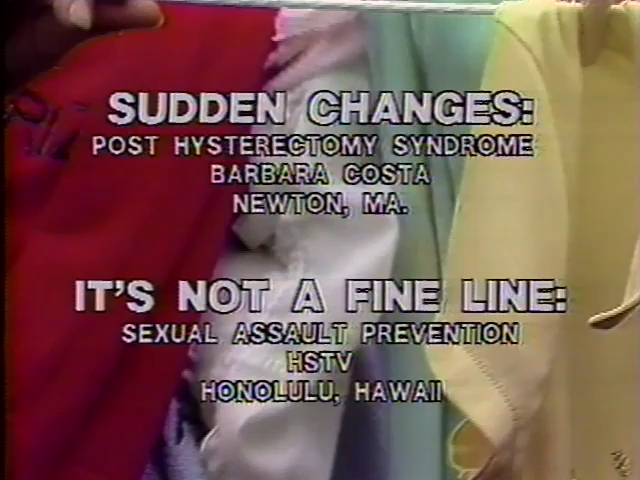 SUDDEN CHANGES:
POST HYSTERECTOMY SYNDROME
BARBARA COSTA
NEWTON, MA.
IT'S NOT A FINE LINE:
SEXUAL ASSAULT PREVENTION
HSTV
HONOLULU, HAWAII